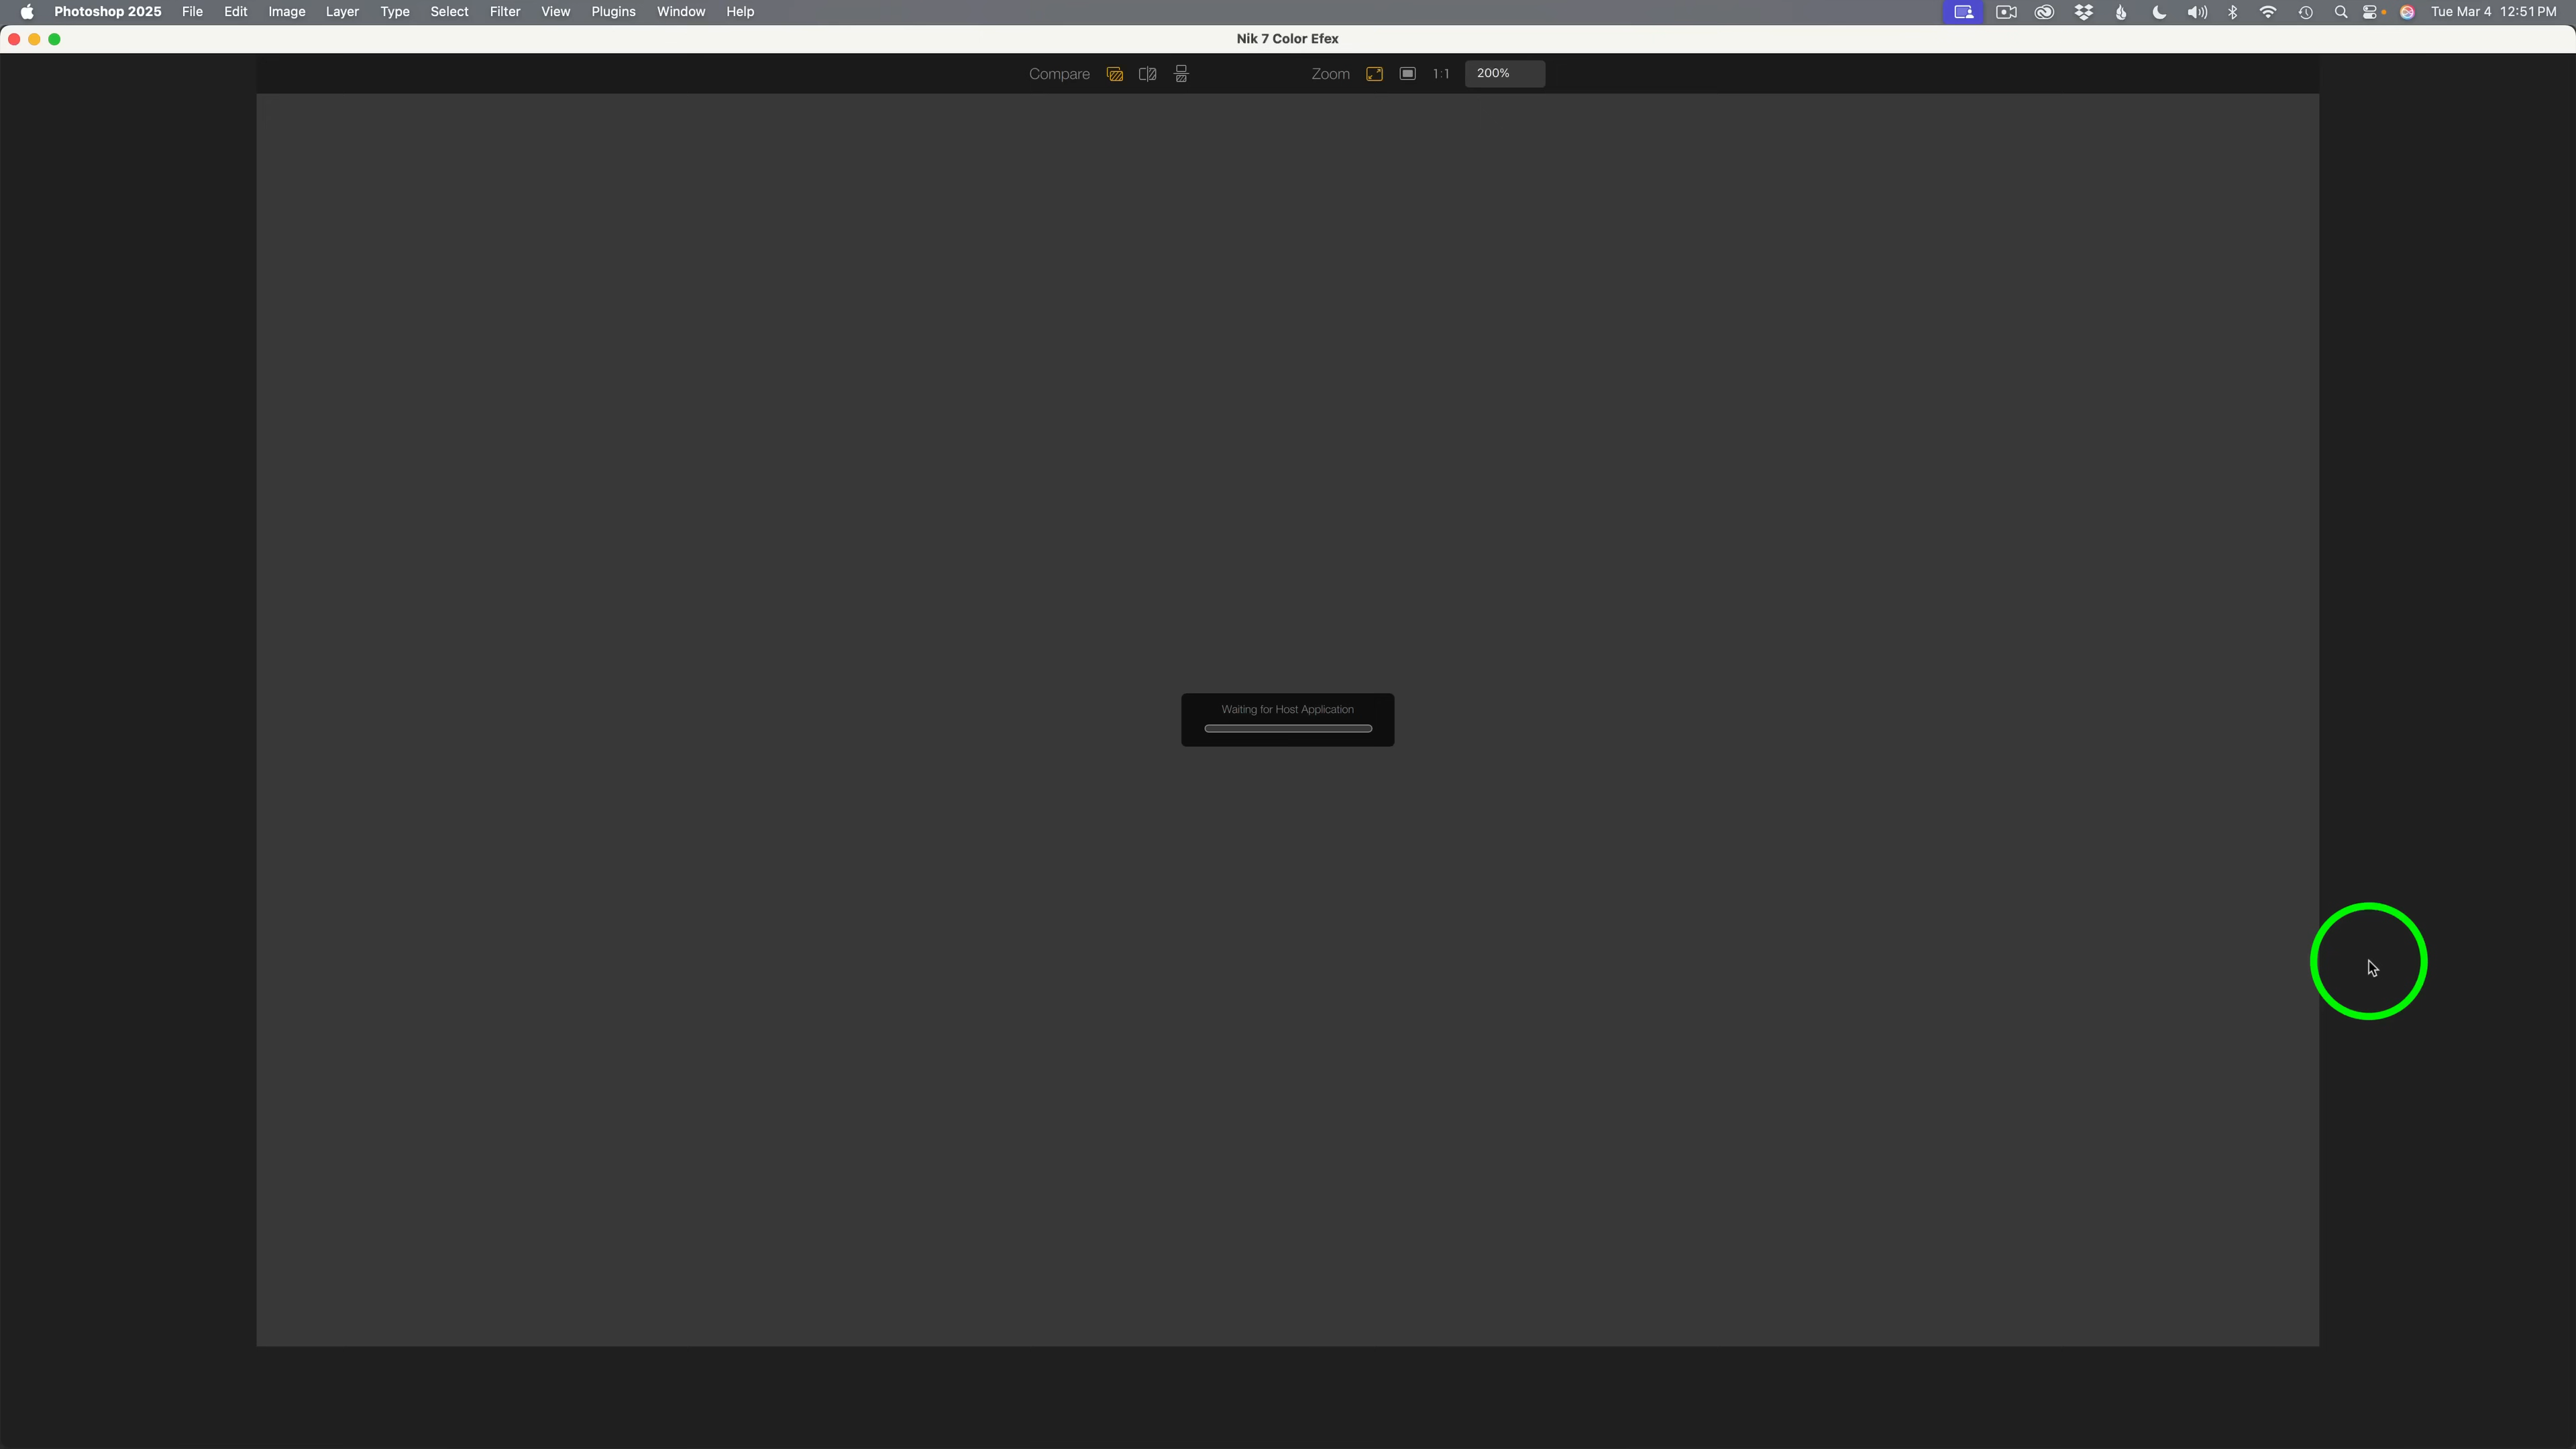 Photoshop 2025 File Edit Image Layer Type Select Filter View Plugins Window Help Tue Mar 4 12:51 PM
Nik 7 Color Efex
Compare Zoom 1:1 200%
Waiting for Host Application